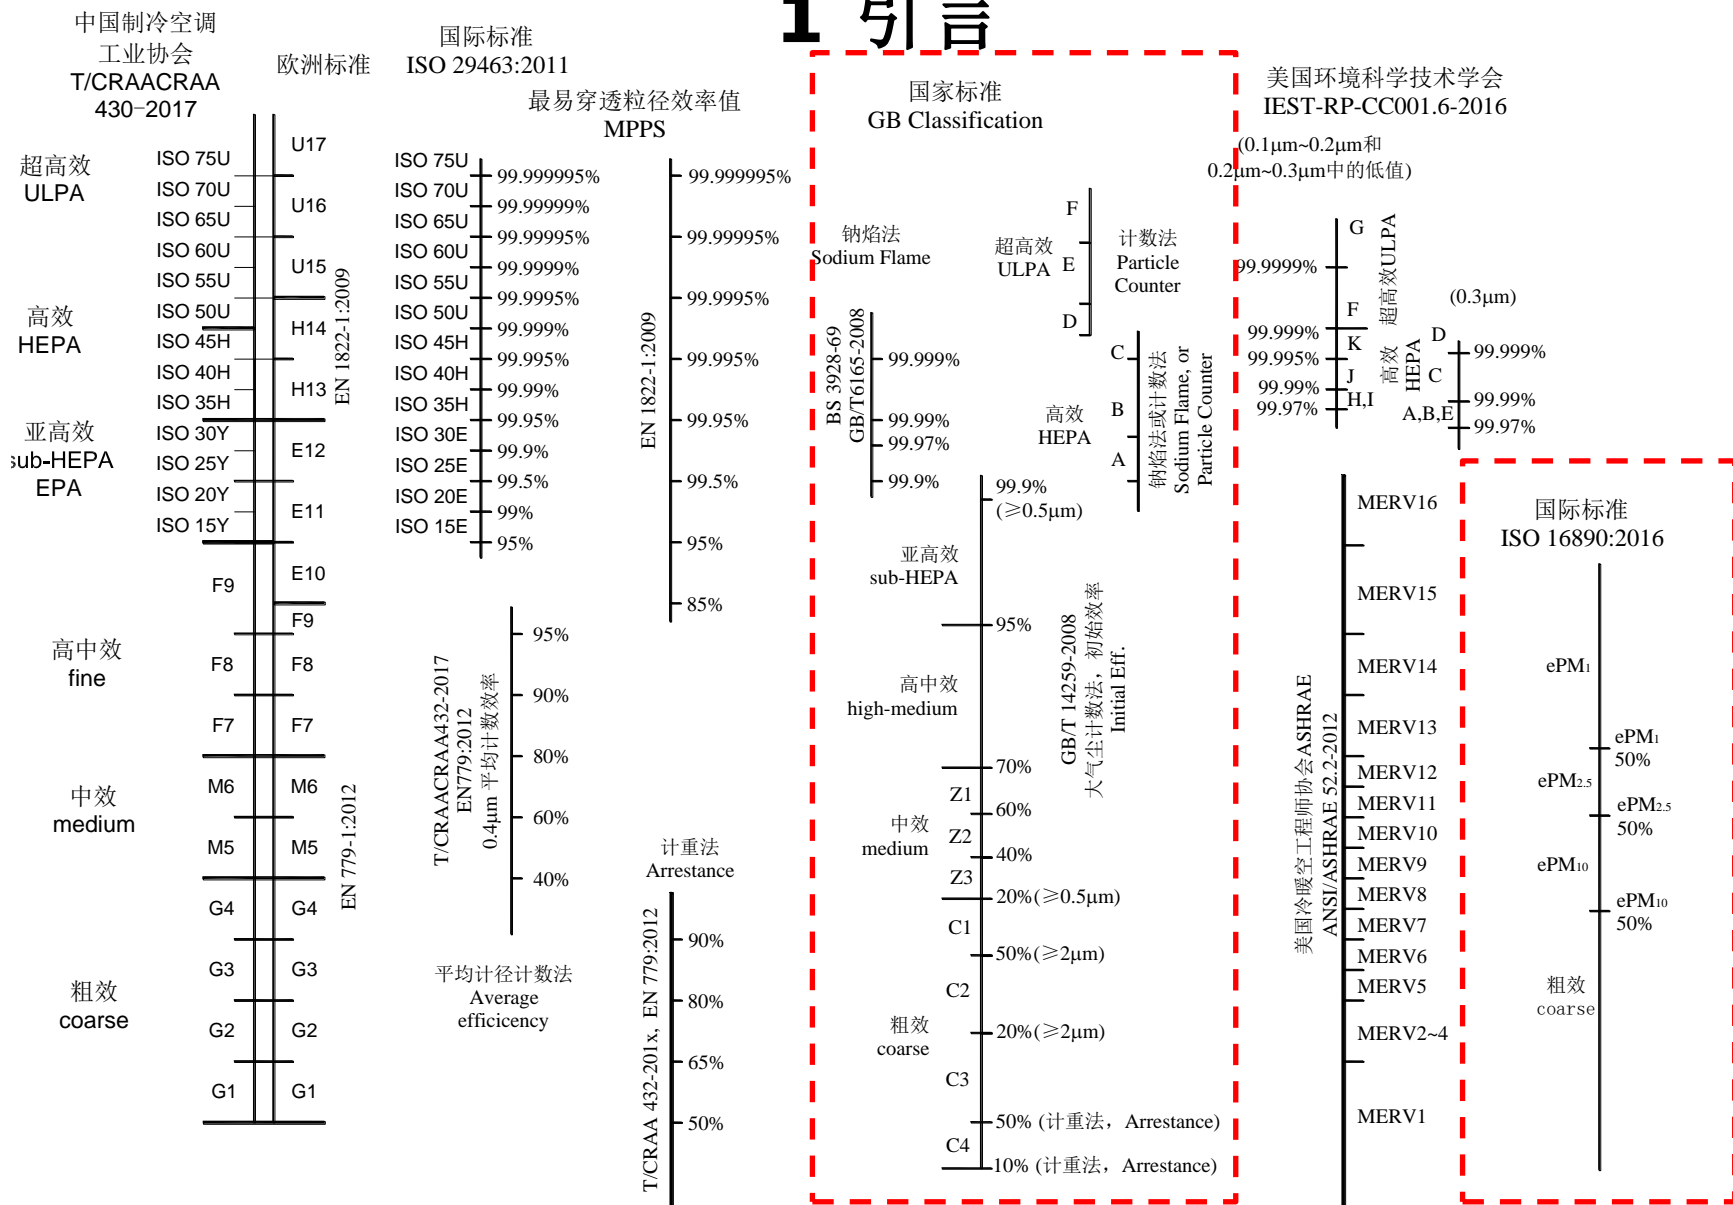 1 引言
中国制冷空调
工业协会
T/CRAACRAA
430-2017
欧洲标准
国际标准
ISO 29463:2011
最易穿透粒径效率值
MPPS
国家标准
GB Classification
美国环境科学技术学会
IEST-RP-CC001.6-2016
(0.1μm~0.2μm和
0.2μm~0.3μm中的低值)
超高效
ULPA
高效
HEPA
亚高效
sub-HEPA
EPA
高中效
fine
中效
medium
粗效
coarse
ISO 75U
ISO 70U
ISO 65U
ISO 60U
ISO 55U
ISO 50U
ISO 45H
ISO 40H
ISO 35H
ISO 30Y
ISO 25Y
ISO 20Y
ISO 15Y
F9
F8
F7
M6
M5
G4
G3
G2
G1
U17
U16
U15
H14
H13
E12
E11
E10
F9
F8
F7
M6
M5
G4
G3
G2
G1
EN 1822-1:2009
EN 779-1:2012
ISO 75U
ISO 70U
ISO 65U
ISO 60U
ISO 55U
ISO 50U
ISO 45H
ISO 40H
ISO 35H
ISO 30E
ISO 25E
ISO 20E
ISO 15E
99.999995%
99.99999%
99.99995%
99.9999%
99.9995%
99.999%
99.995%
99.99%
99.95%
99.9%
99.5%
99%
95%
EN 1822-1:2009
99.999995%
99.99995%
99.9995%
99.995%
99.95%
99.5%
95%
85%
T/CRAACRAA432-2017
EN779:2012
0.4μm 平均计数效率
95%
90%
80%
60%
40%
平均计径计数法
Average
efficicency
计重法
Arrestance
T/CRAA 432-201x, EN 779:2012
90%
80%
65%
50%
钠焰法
Sodium Flame
BS 3928-69
GB/T6165-2008
99.999%
99.99%
99.97%
99.9%
超高效
ULPA
F
E
D
计数法
Particle
Counter
高效
HEPA
C
B
A
钠焰法或计数法
Sodium Flame, or
Particle Counter
99.9%
(≥0.5μm)
亚高效
sub-HEPA
95%
高中效
high-medium
70%
Z1
60%
中效
medium
Z2
40%
Z3
20%(≥0.5μm)
C1
50%(≥2μm)
C2
粗效
coarse
20%(≥2μm)
C3
50% (计重法，Arrestance)
C4
10% (计重法，Arrestance)
GB/T 14259-2008
大气尘计数法，初始效率
Initial Eff.
G
99.9999%
F
99.999%
K
99.995%
J
99.99%
H,I
99.97%
超高效ULPA
高效
HEPA
(0.3μm)
D
99.999%
C
99.99%
A,B,E
99.97%
美国冷暖空工程师协会ASHRAE
ANSI/ASHRAE 52.2-2012
MERV16
MERV15
MERV14
MERV13
MERV12
MERV11
MERV10
MERV9
MERV8
MERV7
MERV6
MERV5
MERV2~4
MERV1
国际标准
ISO 16890:2016
ePM1
ePM1
50%
ePM2.5
ePM2.5
50%
ePM10
ePM10
50%
粗效
coarse